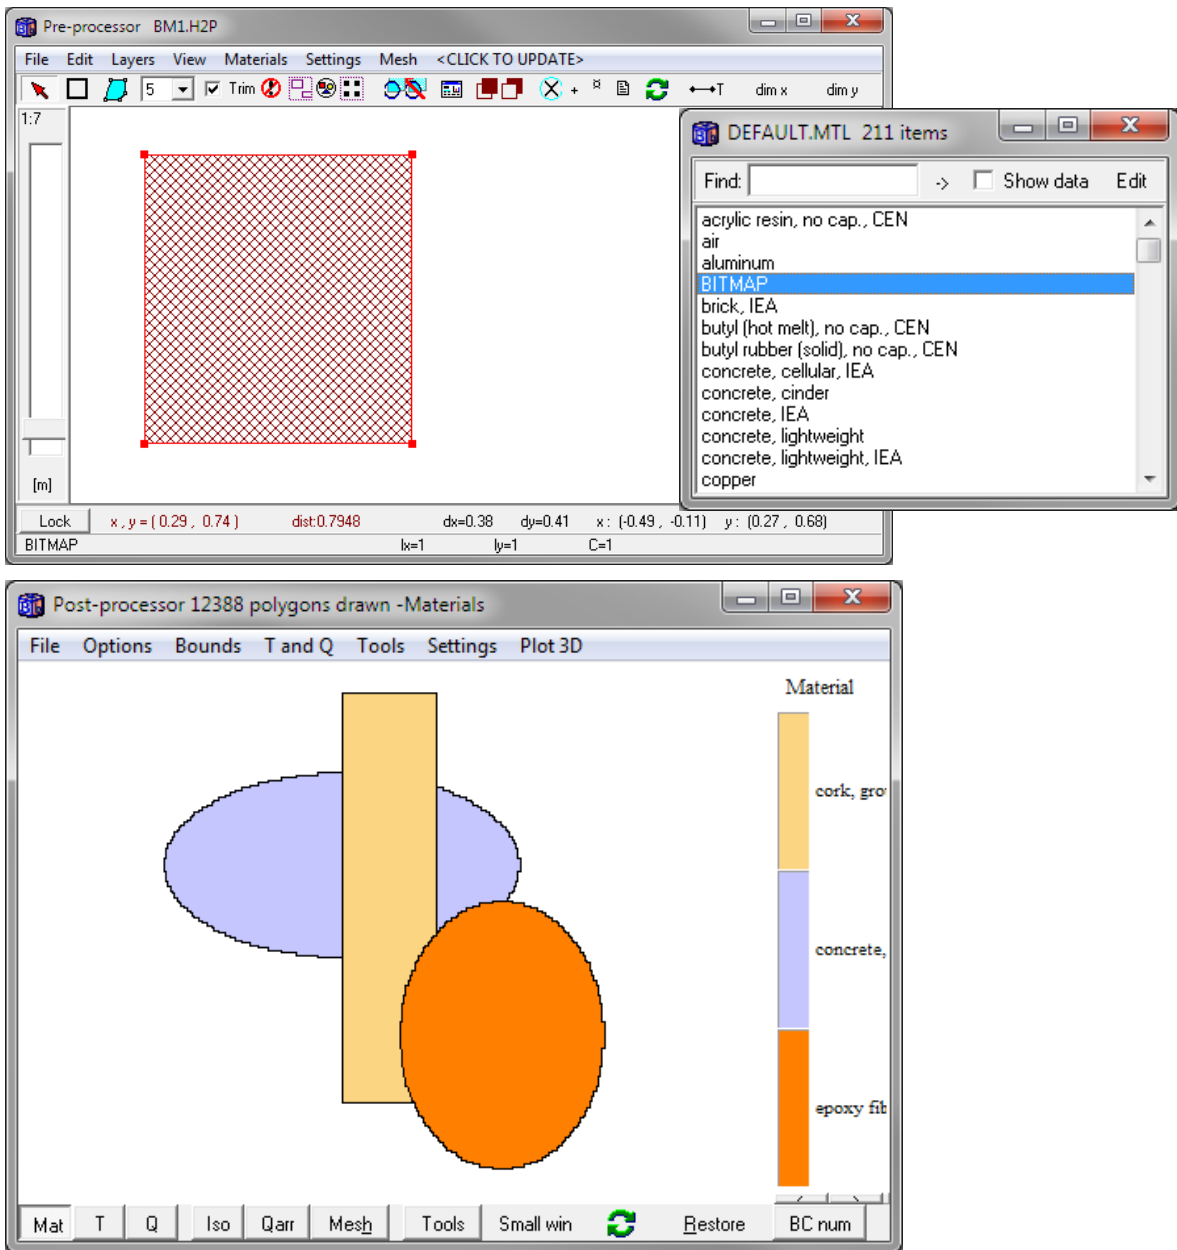 Pre-processor BM1.H2P
File Edit Layers View Materials Settings Mesh <CLICK TO UPDATE>
5 Trim T dim x dim y
1:7
[m]
Lock x , y = ( 0.29 , 0.74 ) dist:0.7948 dx=0.38 dy=0.41 x : (-0.49 , -0.11) y : (0.27 , 0.68)
BITMAP lx=1 ly=1 C=1
DEFAULT.MTL 211 items
Find: -> Show data Edit
acrylic resin, no cap., CEN
air
aluminum
BITMAP
brick, IEA
butyl (hot melt), no cap., CEN
butyl rubber (solid), no cap., CEN
concrete, cellular, IEA
concrete, cinder
concrete, IEA
concrete, lightweight
concrete, lightweight, IEA
copper
Post-processor 12388 polygons drawn -Materials
File Options Bounds T and Q Tools Settings Plot 3D
Material
cork, gro
concrete,
epoxy fib
Mat T Q Iso Qarr Mesh Tools Small win Restore BC num